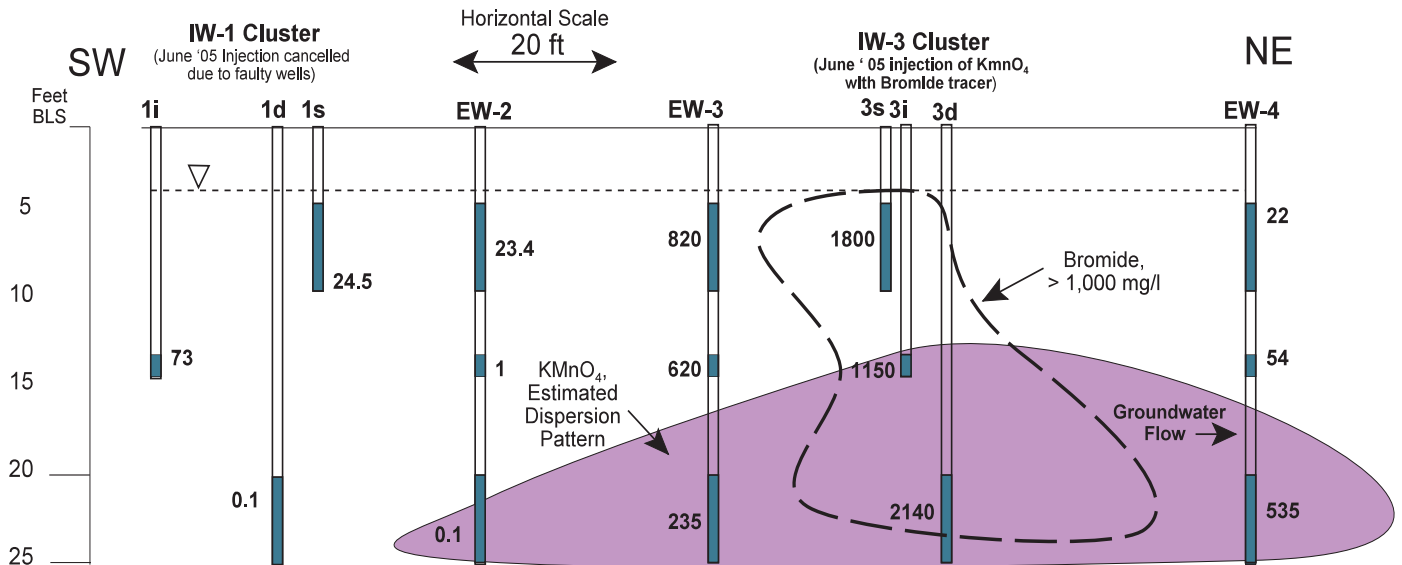 SW
IW-1 Cluster
(June ‘05 Injection cancelled
due to faulty wells)
Horizontal Scale
20 ft
IW-3 Cluster
(June ‘ 05 injection of KmnO₄
with Bromide tracer)
NE
Feet
BLS
1i
1d
1s
EW-2
EW-3
3s
3i
3d
EW-4
5
10
15
20
25
73
0.1
24.5
23.4
1
0.1
820
620
235
1800
1150
2140
22
54
535
KMnO₄,
Estimated
Dispersion
Pattern
Bromide,
> 1,000 mg/l
Groundwater
Flow